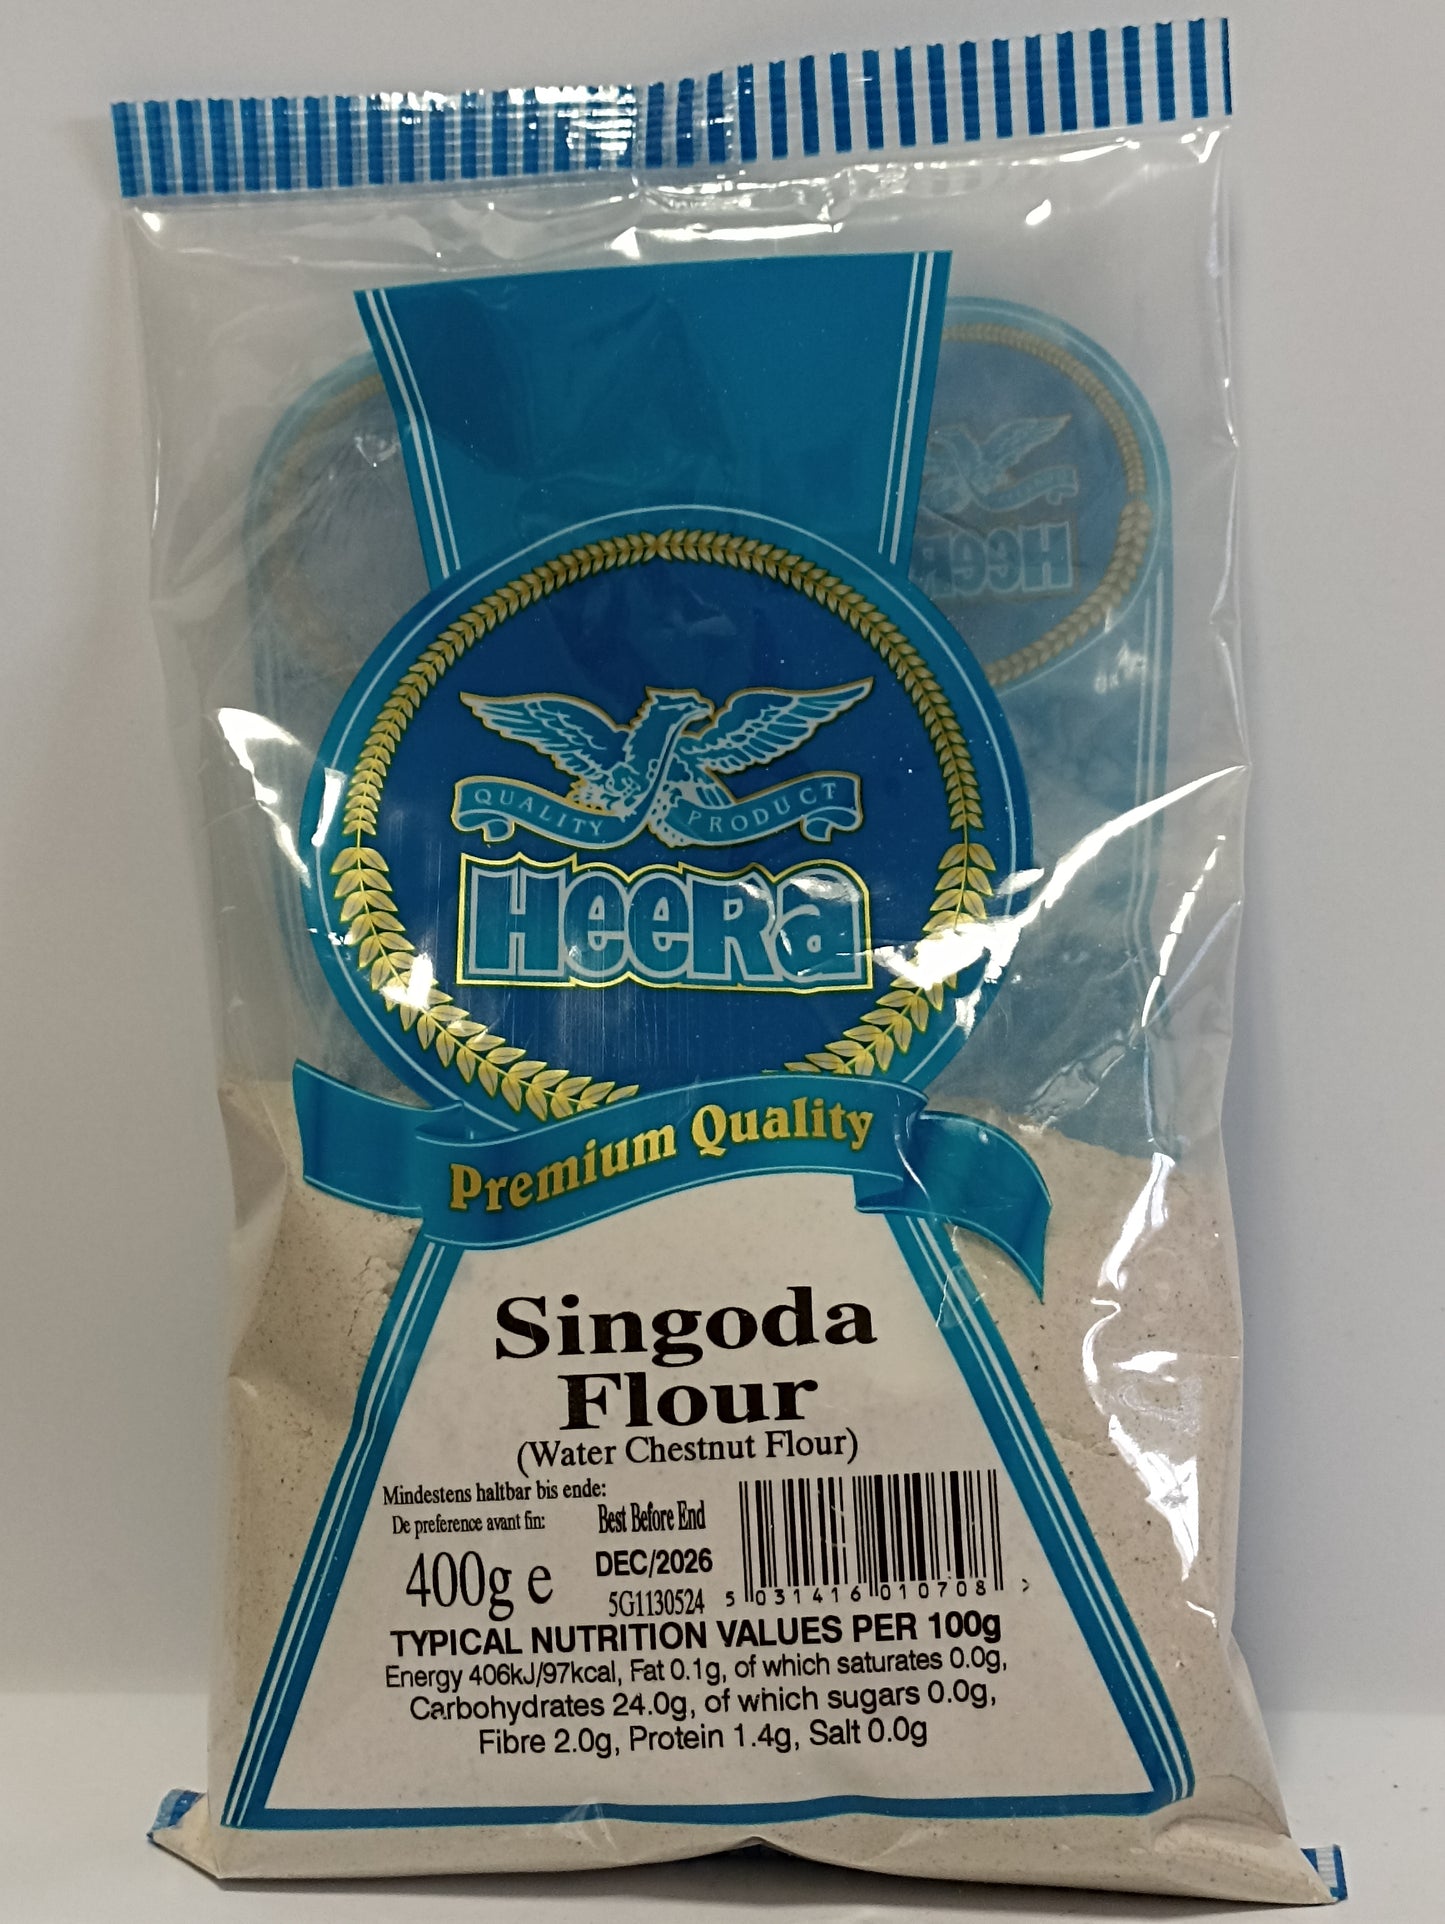 QUALITY PRODUCT
HEERA
Premium Quality
Singoda
Flour
(Water Chestnut Flour)
Mindestens haltbar bis ende:
De preference avant fin:
Best Before End
400g e
DEC/2026
5G1130524
5 031416 010708 >
TYPICAL NUTRITION VALUES PER 100g
Energy 406kJ/97kcal, Fat 0.1g, of which saturates 0.0g,
Carbohydrates 24.0g, of which sugars 0.0g,
Fibre 2.0g, Protein 1.4g, Salt 0.0g